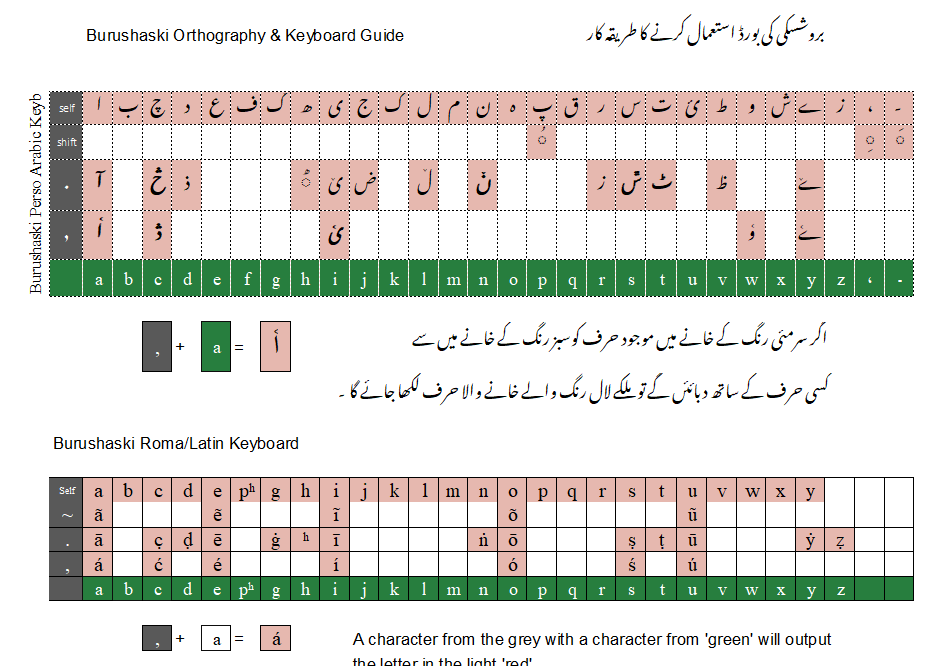 Burushaski Orthography & Keyboard Guide بروشسکی کی بورڈ استعمال کرنے کا طریقہ کار
Burushaski Perso Arabic Keyb
self ا ب چ د ع ف گ ھ ی ج ک ل م ن ہ پ ق ر س ت ئ ط و ش ے ز ، ۔
shift ُ ِ َ
. آ څ ذ ض ڽ ز ٹ ظ
, أ ئ ؤ
a b c d e f g h i j k l m n o p q r s t u v w x y z ، -
, + a = أ
اگر سرمئی رنگ کے خانے میں موجود حرف کو سبز رنگ کے خانے میں سے
کسی حرف کے ساتھ دبائیں گے تو ہلکے لال رنگ والے خانے والا حرف لکھا جائے گا ۔
Burushaski Roma/Latin Keyboard
Self a b c d e pʰ g h i j k l m n o p q r s t u v w x y
~ ã ẽ ĩ õ ũ
. ā c̣ ḍ ē ġ ʰ ī ṅ ō ṣ ṭ ū ẏ ẓ
, á ć é í ó ś ú
a b c d e pʰ g h i j k l m n o p q r s t u v w x y z
, + a = á
A character from the grey with a character from 'green' will output
the letter in the light 'red'